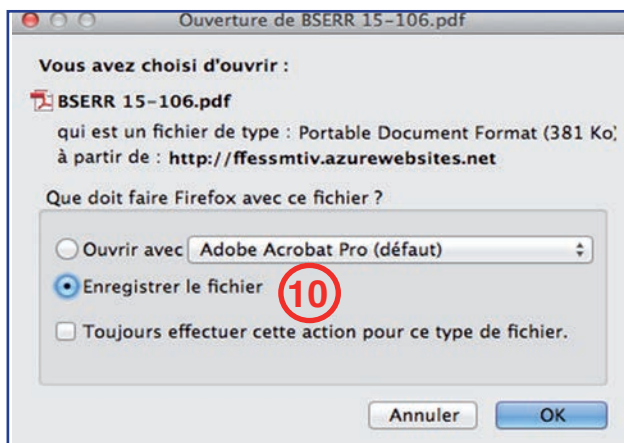 Ouverture de BSERR 15-106.pdf
Vous avez choisi d'ouvrir :
BSERR 15-106.pdf
qui est un fichier de type : Portable Document Format (381 Ko)
à partir de : http://ffessmtiv.azurewebsites.net
Que doit faire Firefox avec ce fichier ?
Ouvrir avec Adobe Acrobat Pro (défaut)
Enregistrer le fichier 10
Toujours effectuer cette action pour ce type de fichier.
Annuler OK